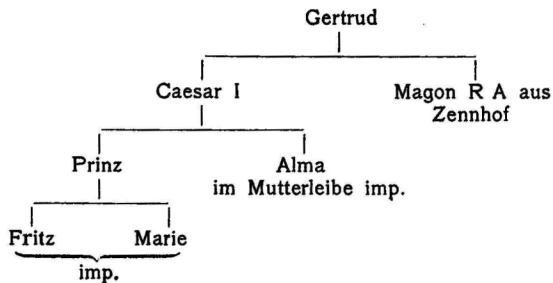 Gertrud
Caesar I Magon R A aus
Zennhof
Prinz Alma
im Mutterleibe imp.
Fritz Marie
imp.